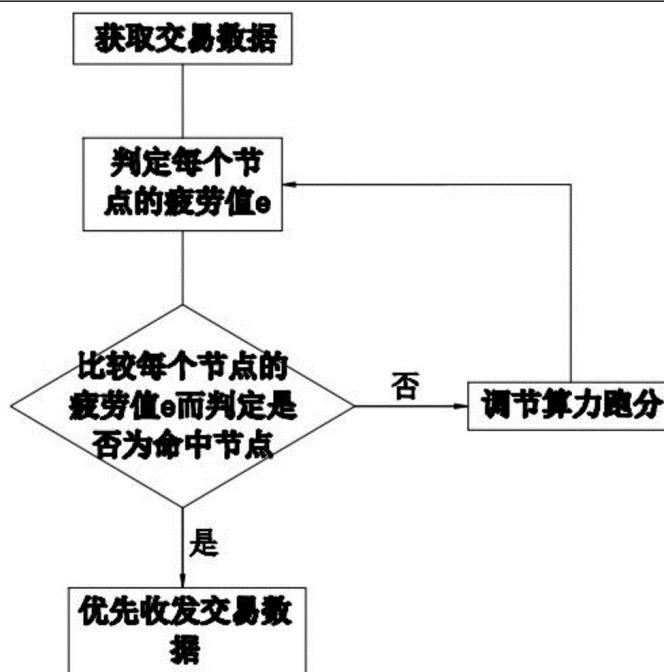 获取交易数据
判定每个节
点的疲劳值e
比较每个节点的
疲劳值e而判定是
否为命中节点
否
调节算力跑分
是
优先收发交易数
据